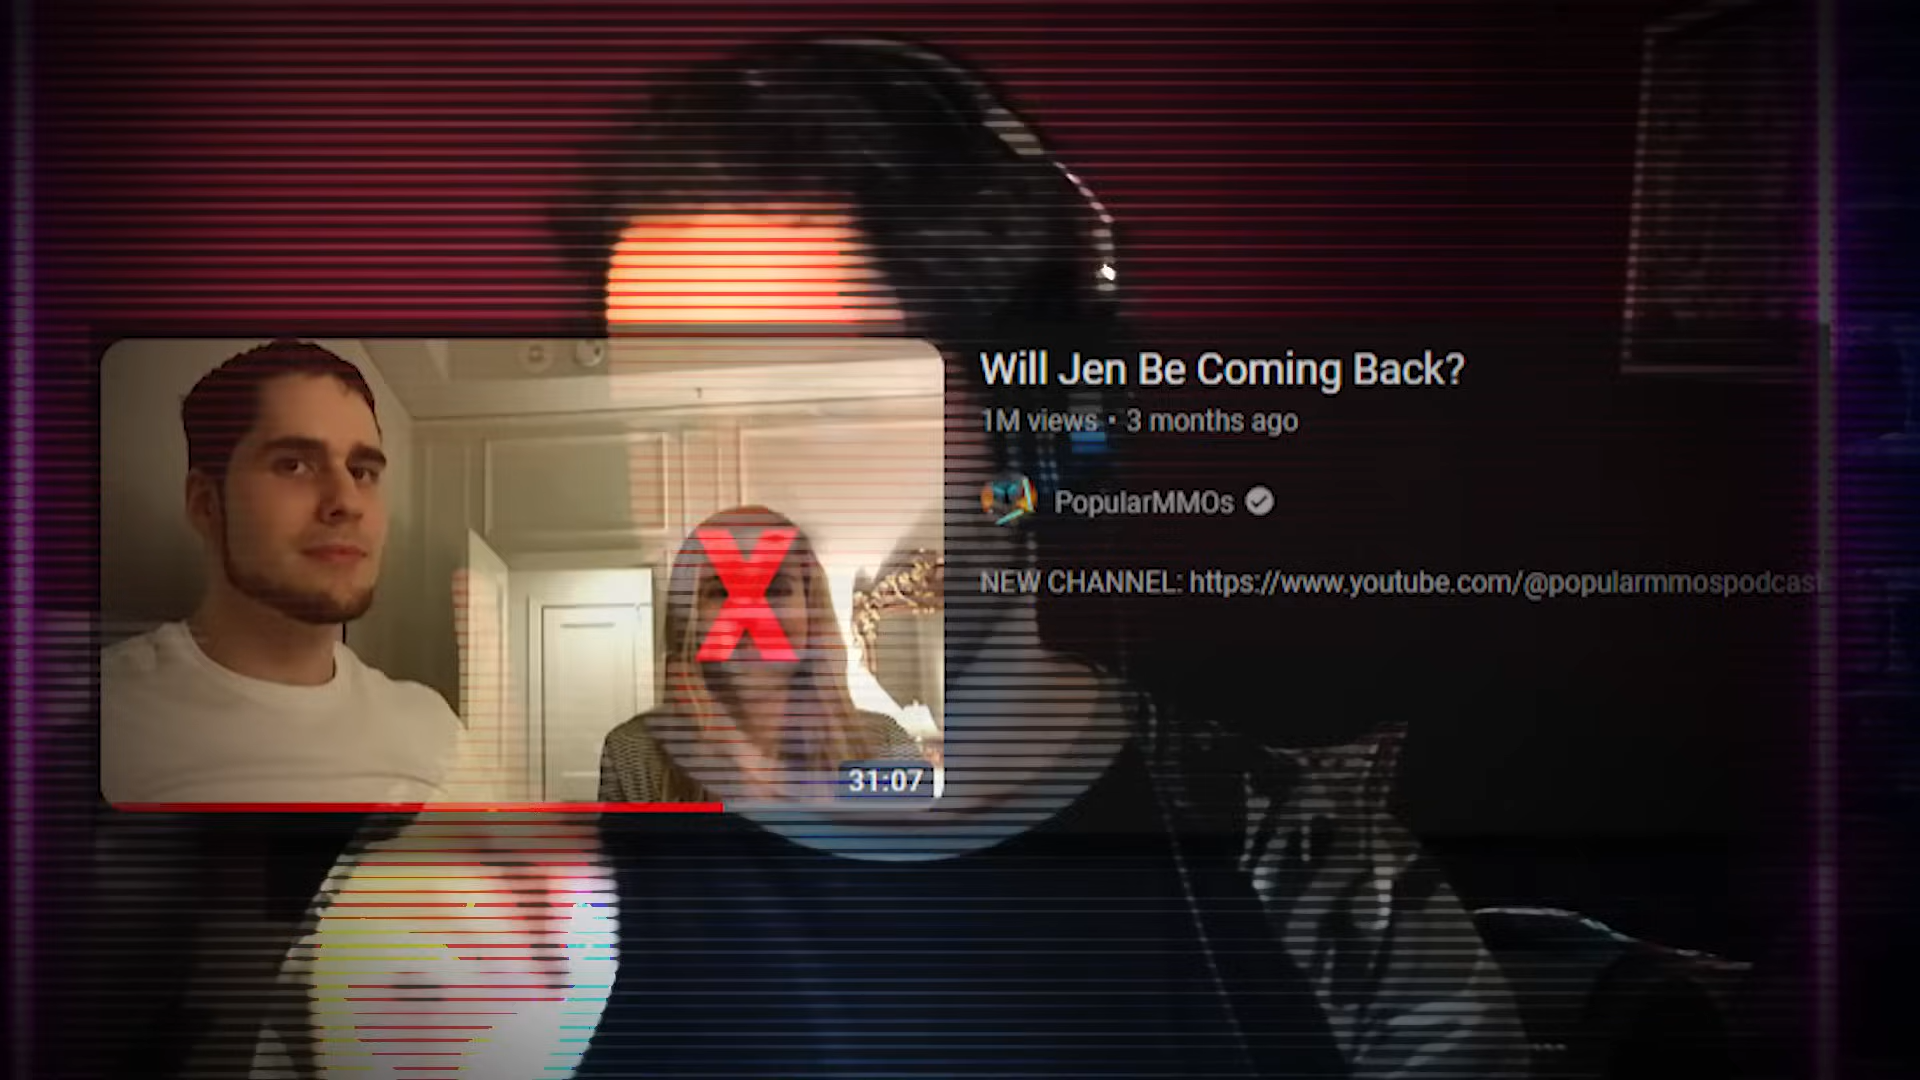 Will Jen Be Coming Back?
1M views • 3 months ago
PopularMMOs
NEW CHANNEL: https://www.youtube.com/@popularmmospodcast
X
31:07